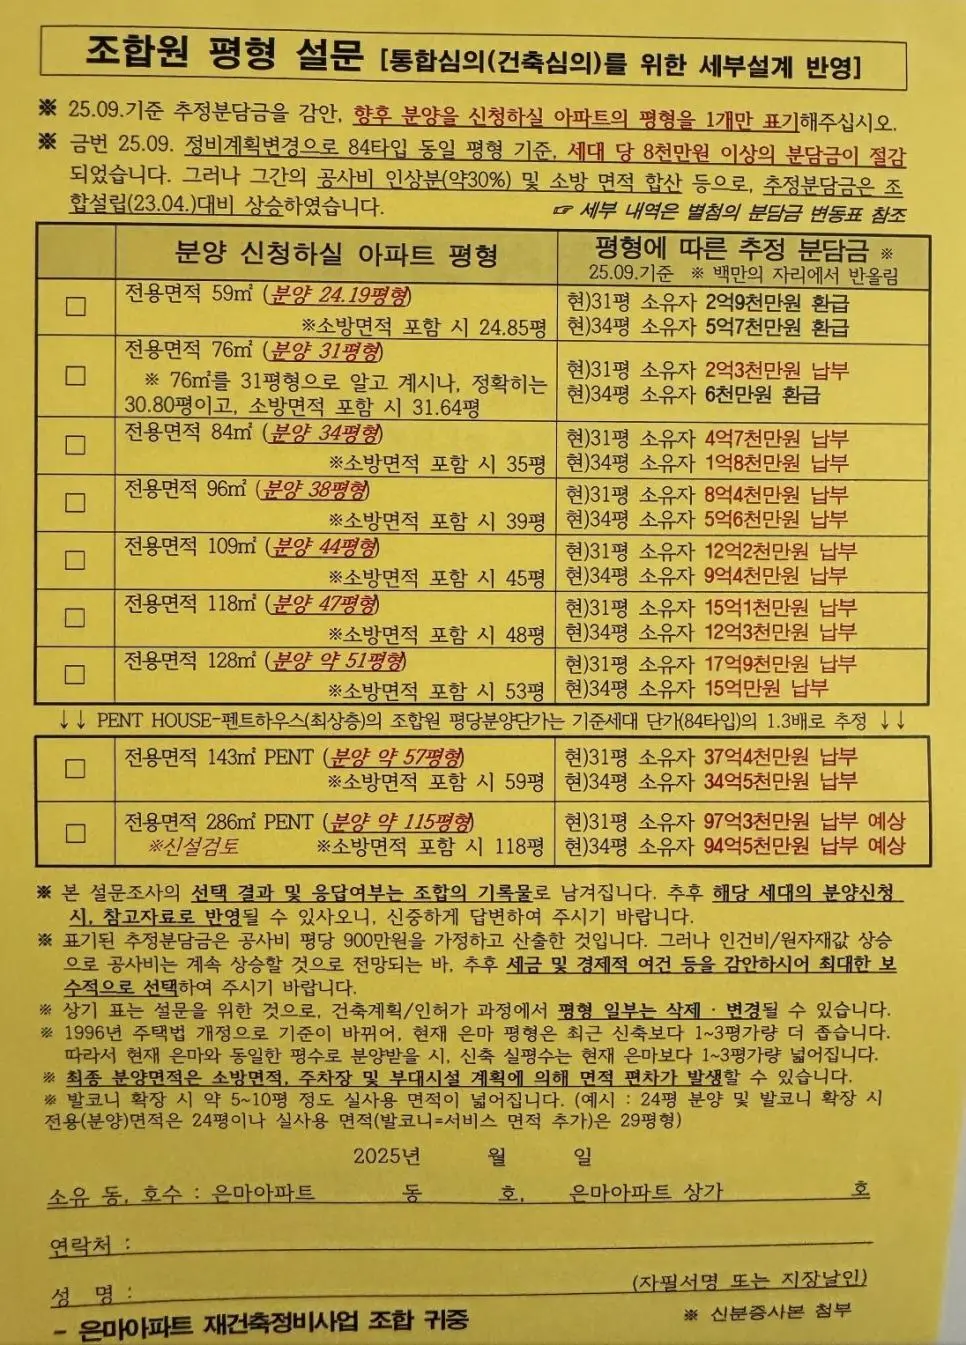 조합원 평형 설문 [통합심의(건축심의)를 위한 세부설계 반영]
※ 25.09.기준 추정분담금을 감안, 향후 분양을 신청하실 아파트의 평형을 1개만 표기해주십시오.
※ 금번 25.09. 정비계획변경으로 84타입 동일 평형 기준, 세대 당 8천만원 이상의 분담금이 절감
되었습니다. 그러나 그간의 공사비 인상분(약30%) 및 소방 면적 합산 등으로, 추정분담금은 조
합설립(23.04.)대비 상승하였습니다. ☞ 세부 내역은 별첨의 분담금 변동표 참조
분양 신청하실 아파트 평형
평형에 따른 추정 분담금 ※
25.09.기준 ※ 백만의 자리에서 반올림
□ 전용면적 59㎡ (분양 24.19평형)
※소방면적 포함 시 24.85평
현)31평 소유자 2억9천만원 환급
현)34평 소유자 5억7천만원 환급
□ 전용면적 76㎡ (분양 31평형)
※ 76㎡를 31평형으로 알고 계시나, 정확히는
30.80평이고, 소방면적 포함 시 31.64평
현)31평 소유자 2억3천만원 납부
현)34평 소유자 6천만원 환급
□ 전용면적 84㎡ (분양 34평형)
※소방면적 포함 시 35평
현)31평 소유자 4억7천만원 납부
현)34평 소유자 1억8천만원 납부
□ 전용면적 96㎡ (분양 38평형)
※소방면적 포함 시 39평
현)31평 소유자 8억4천만원 납부
현)34평 소유자 5억6천만원 납부
□ 전용면적 109㎡ (분양 44평형)
※소방면적 포함 시 45평
현)31평 소유자 12억2천만원 납부
현)34평 소유자 9억4천만원 납부
□ 전용면적 118㎡ (분양 47평형)
※소방면적 포함 시 48평
현)31평 소유자 15억1천만원 납부
현)34평 소유자 12억3천만원 납부
□ 전용면적 128㎡ (분양 약 51평형)
※소방면적 포함 시 53평
현)31평 소유자 17억9천만원 납부
현)34평 소유자 15억만원 납부
↓↓ PENT HOUSE-펜트하우스(최상층)의 조합원 평당분양단가는 기준세대 단가(84타입)의 1.3배로 추정 ↓↓
□ 전용면적 143㎡ PENT (분양 약 57평형)
※소방면적 포함 시 59평
현)31평 소유자 37억4천만원 납부
현)34평 소유자 34억5천만원 납부
□ 전용면적 286㎡ PENT (분양 약 115평형)
※신설검토 ※소방면적 포함 시 118평
현)31평 소유자 97억3천만원 납부 예상
현)34평 소유자 94억5천만원 납부 예상
※ 본 설문조사의 선택 결과 및 응답여부는 조합의 기록물로 남겨집니다. 추후 해당 세대의 분양신청
시, 참고자료로 반영될 수 있사오니, 신중하게 답변하여 주시기 바랍니다.
※ 표기된 추정분담금은 공사비 평당 900만원을 가정하고 산출한 것입니다. 그러나 인건비/원자재값 상승
으로 공사비는 계속 상승할 것으로 전망되는 바, 추후 세금 및 경제적 여건 등을 감안하시어 최대한 보
수적으로 선택하여 주시기 바랍니다.
※ 상기 표는 설문을 위한 것으로, 건축계획/인허가 과정에서 평형 일부는 삭제 · 변경될 수 있습니다.
※ 1996년 주택법 개정으로 기준이 바뀌어, 현재 은마 평형은 최근 신축보다 1~3평가량 더 좁습니다.
따라서 현재 은마와 동일한 평수로 분양받을 시, 신축 실평수는 현재 은마보다 1~3평가량 넓어집니다.
※ 최종 분양면적은 소방면적, 주차장 및 부대시설 계획에 의해 면적 편차가 발생할 수 있습니다.
※ 발코니 확장 시 약 5~10평 정도 실사용 면적이 넓어집니다. (예시 : 24평 분양 및 발코니 확장 시
전용(분양)면적은 24평이나 실사용 면적(발코니=서비스 면적 추가)은 29평형)
2025년 월 일
소유 동, 호수 : 은마아파트 동 호, 은마아파트 상가 호
연락처 :
성 명 : (자필서명 또는 지장날인)
- 은마아파트 재건축정비사업 조합 귀중 ※ 신분증사본 첨부